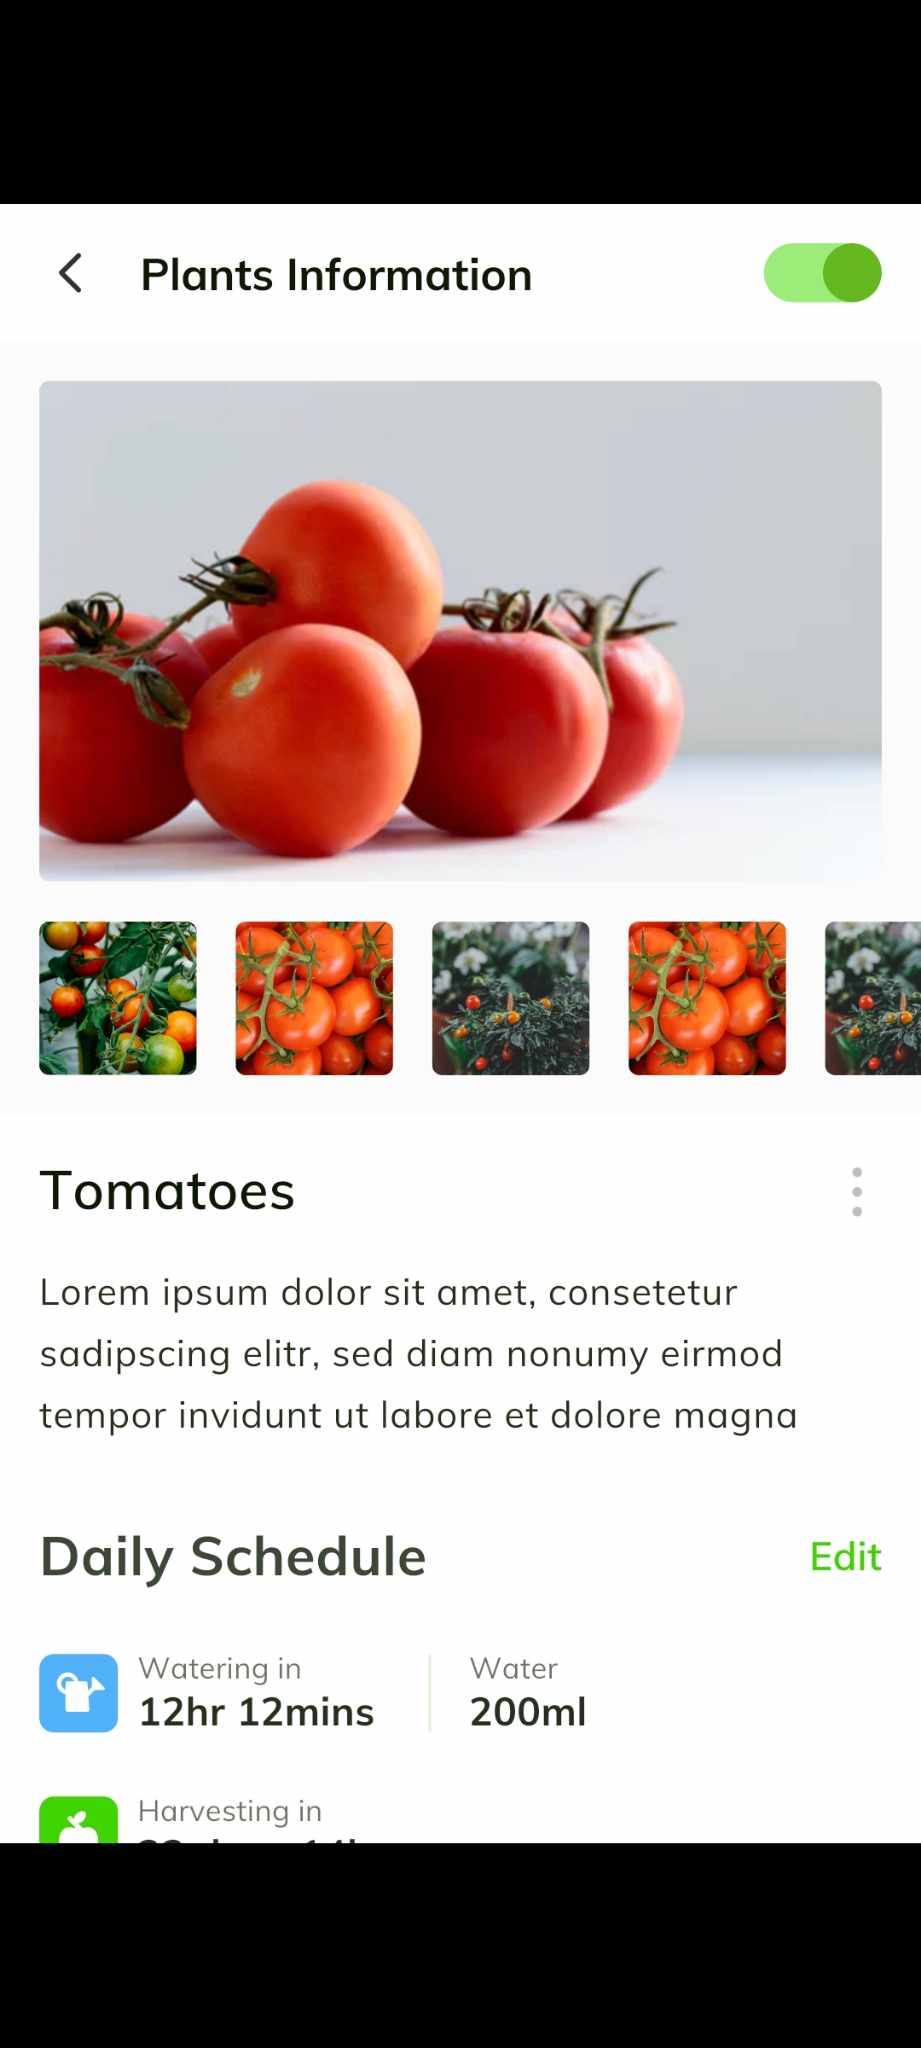 Plants Information
Tomatoes
Lorem ipsum dolor sit amet, consetetur
sadipscing elitr, sed diam nonumy eirmod
tempor invidunt ut labore et dolore magna
Daily Schedule
Edit
Watering in
12hr 12mins
Water
200ml
Harvesting in